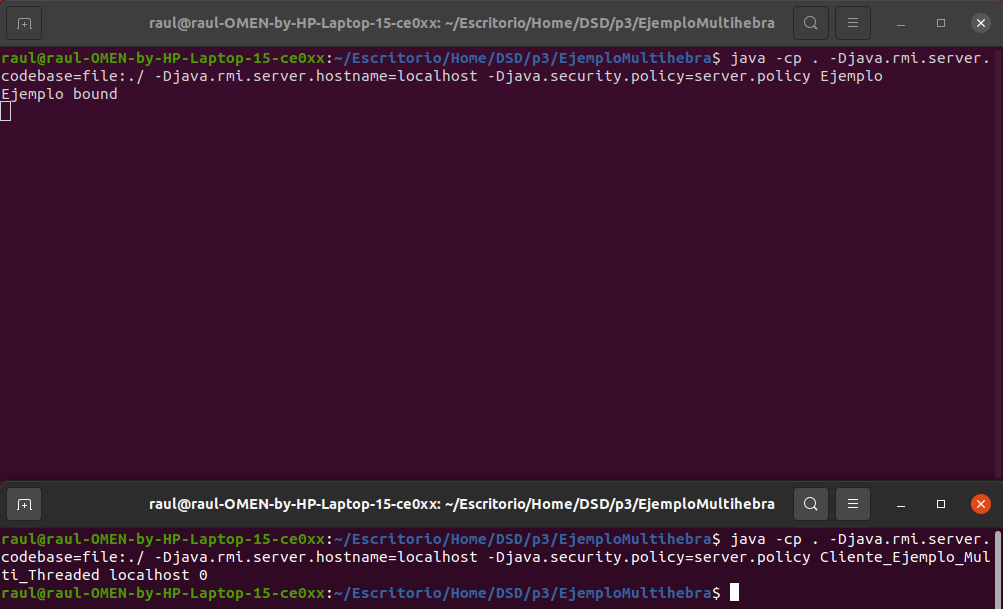 raul@raul-OMEN-by-HP-Laptop-15-ce0xx: ~/Escritorio/Home/DSD/p3/EjemploMultihebra
raul@raul-OMEN-by-HP-Laptop-15-ce0xx:~/Escritorio/Home/DSD/p3/EjemploMultihebra$ java -cp . -Djava.rmi.server.
codebase=file:./ -Djava.rmi.server.hostname=localhost -Djava.security.policy=server.policy Ejemplo
Ejemplo bound
raul@raul-OMEN-by-HP-Laptop-15-ce0xx: ~/Escritorio/Home/DSD/p3/EjemploMultihebra
raul@raul-OMEN-by-HP-Laptop-15-ce0xx:~/Escritorio/Home/DSD/p3/EjemploMultihebra$ java -cp . -Djava.rmi.server.
codebase=file:./ -Djava.rmi.server.hostname=localhost -Djava.security.policy=server.policy Cliente_Ejemplo_Mul
ti_Threaded localhost 0
raul@raul-OMEN-by-HP-Laptop-15-ce0xx:~/Escritorio/Home/DSD/p3/EjemploMultihebra$